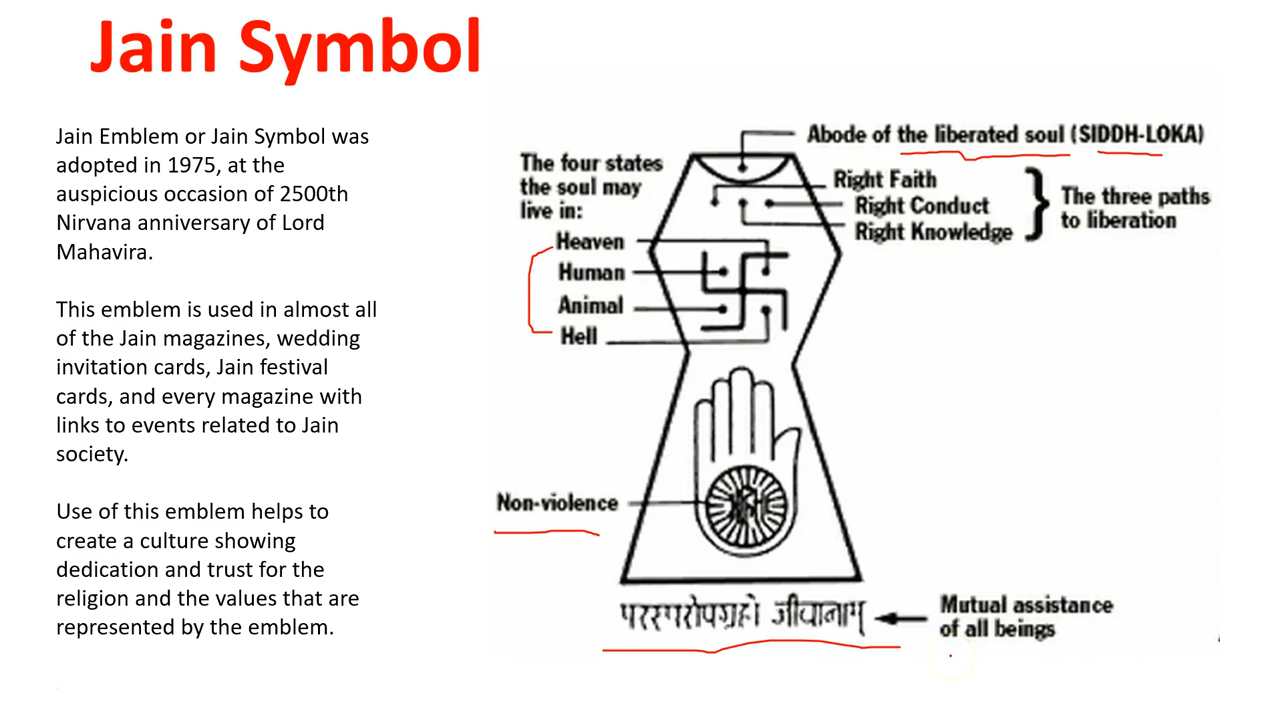 Jain Symbol
Jain Emblem or Jain Symbol was
adopted in 1975, at the
auspicious occasion of 2500th
Nirvana anniversary of Lord
Mahavira.
This emblem is used in almost all
of the Jain magazines, wedding
invitation cards, Jain festival
cards, and every magazine with
links to events related to Jain
society.
Use of this emblem helps to
create a culture showing
dedication and trust for the
religion and the values that are
represented by the emblem.
Abode of the liberated soul (SIDDH-LOKA)
The four states
the soul may
live in:
Right Faith
Right Conduct
Right Knowledge
The three paths
to liberation
Heaven
Human
Animal
Hell
Non-violence
परस्परोपग्रहो जीवानाम्
Mutual assistance
of all beings